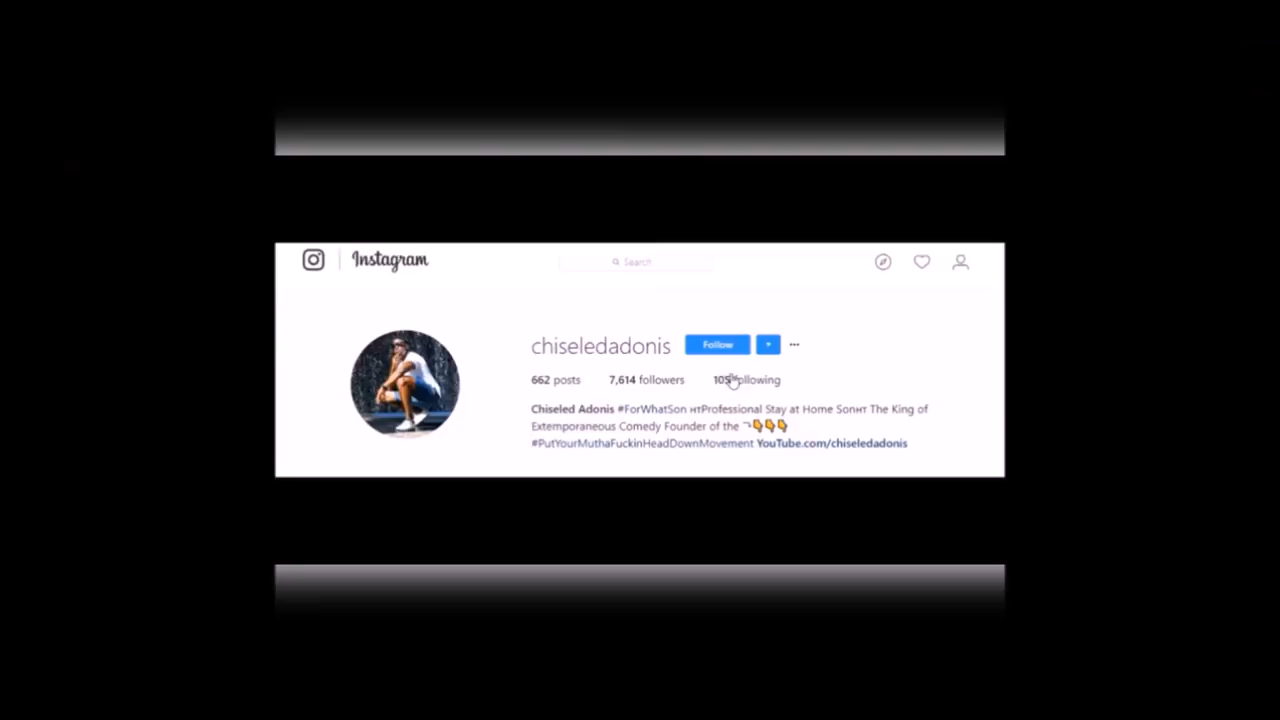 Instagram
Search
chiseledadonis Follow
662 posts 7,614 followers
Chiseled Adonis #ForWhatSon нтProfessional Stay at Home Sonнт The King of
Extemporaneous Comedy Founder of the ⤵👇👇👇
#PutYourMuthaFuckinHeadDownMovement YouTube.com/chiseledadonis